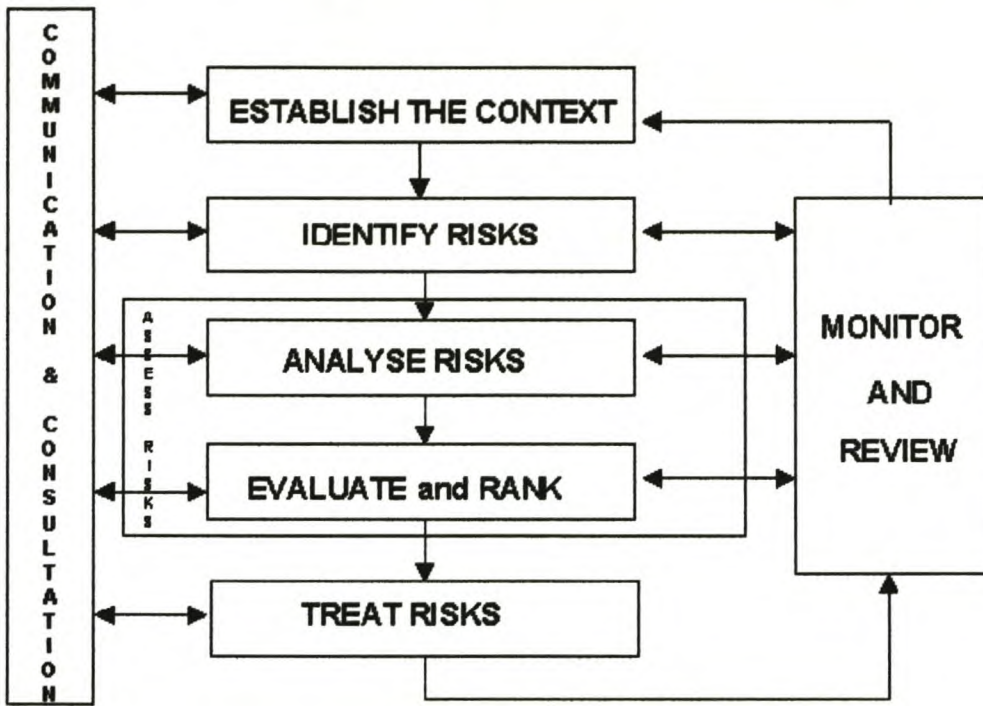 COMMUNICATION & CONSULTATION
ESTABLISH THE CONTEXT
IDENTIFY RISKS
ASSESS RISKS
ANALYSE RISKS
EVALUATE and RANK
TREAT RISKS
MONITOR
AND
REVIEW